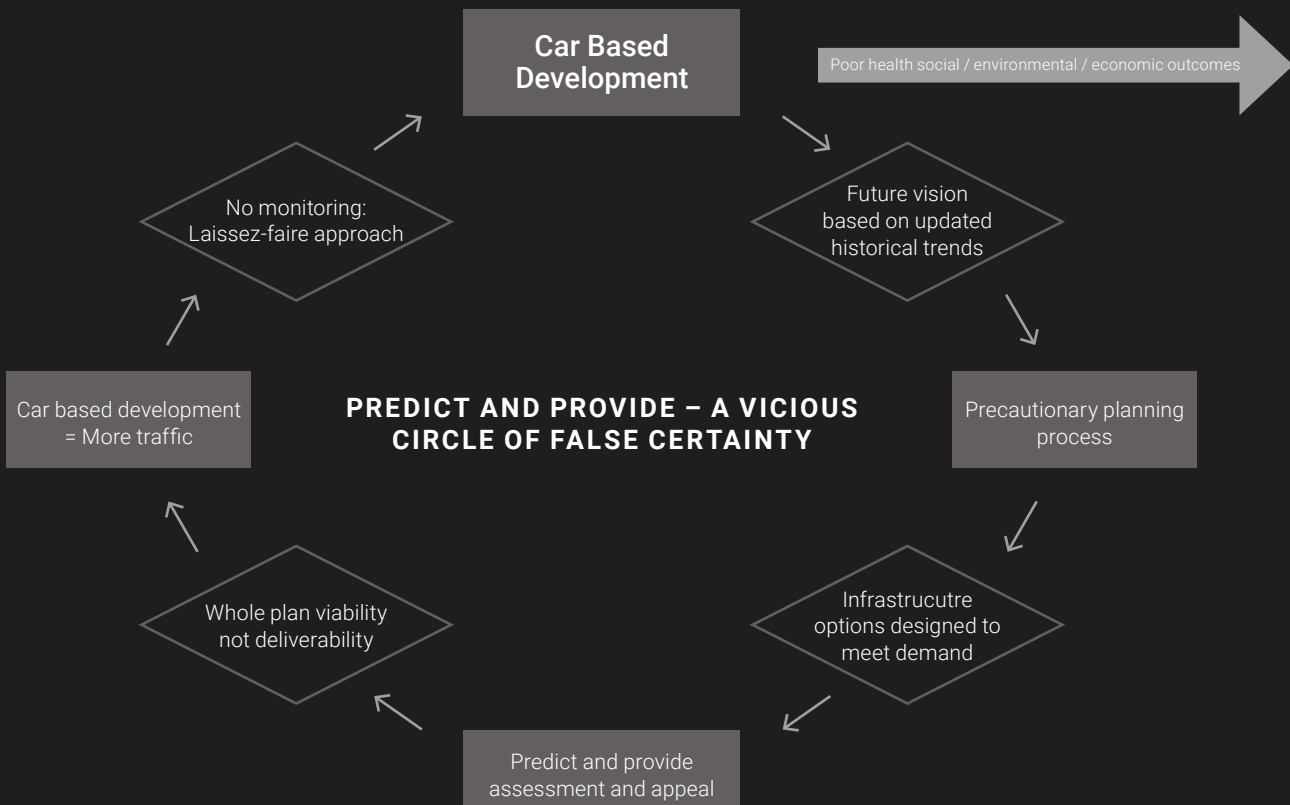 Car Based
Development
Poor health social / environmental / economic outcomes
Future vision
based on updated
historical trends
Precautionary planning
process
Infrastrucutre
options designed to
meet demand
Predict and provide
assessment and appeal
Whole plan viability
not deliverability
Car based development
= More traffic
No monitoring:
Laissez-faire approach
PREDICT AND PROVIDE – A VICIOUS
CIRCLE OF FALSE CERTAINTY